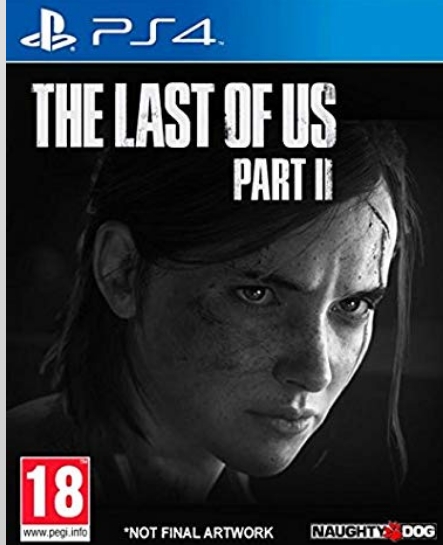 PS4
THE LAST OF US
PART II
18
www.pegi.info
*NOT FINAL ARTWORK
NAUGHTY DOG